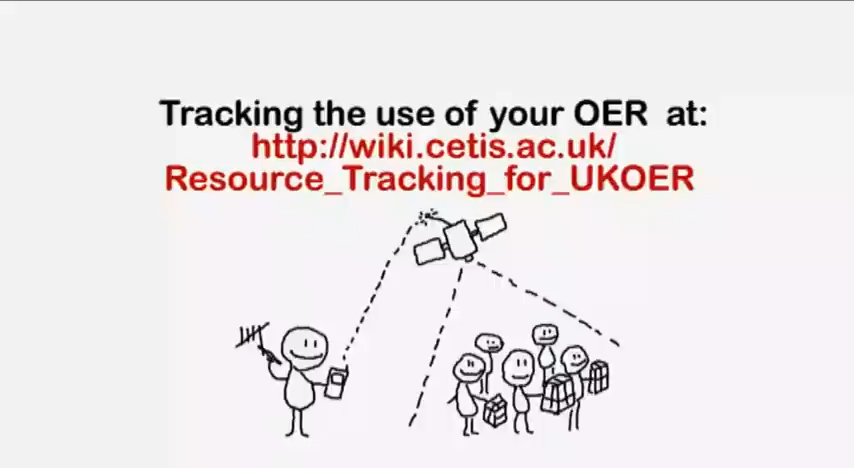 Tracking the use of your OER at:
http://wiki.cetis.ac.uk/
Resource_Tracking_for_UKOER